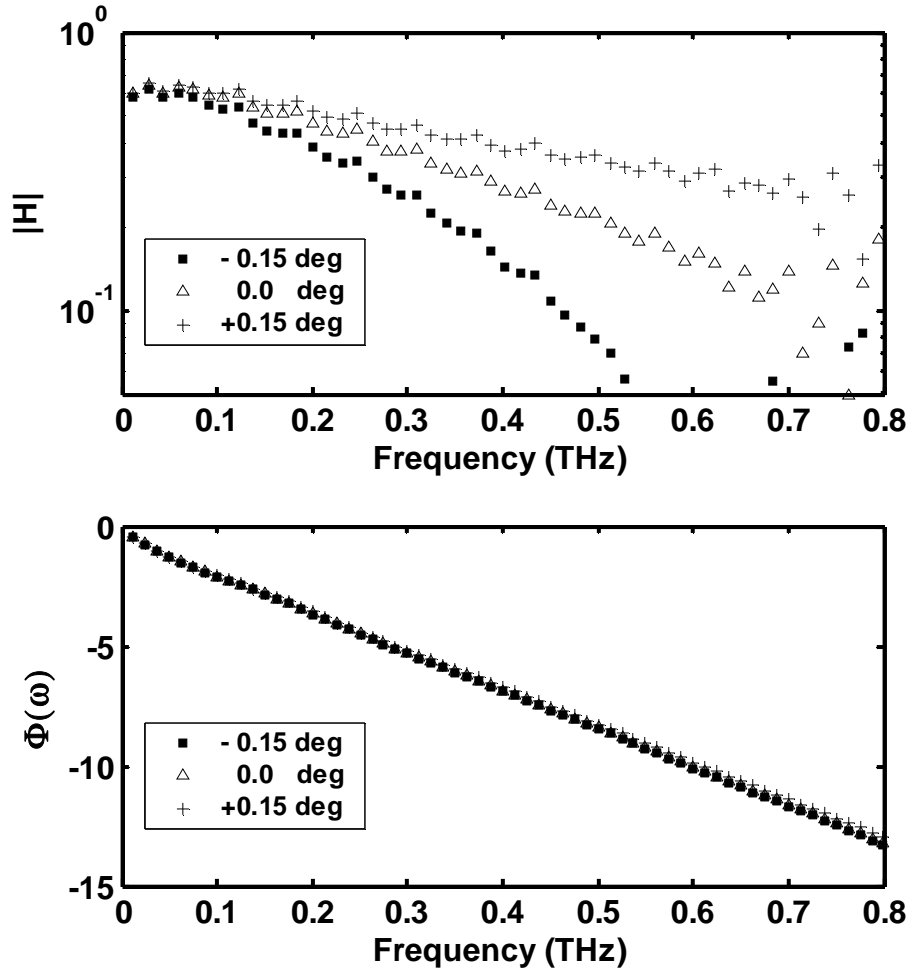 10^0
10^-1
|H|
- 0.15 deg
0.0 deg
+0.15 deg
0 0.1 0.2 0.3 0.4 0.5 0.6 0.7 0.8
Frequency (THz)
0
-5
-10
-15
Φ(ω)
- 0.15 deg
0.0 deg
+0.15 deg
0 0.1 0.2 0.3 0.4 0.5 0.6 0.7 0.8
Frequency (THz)